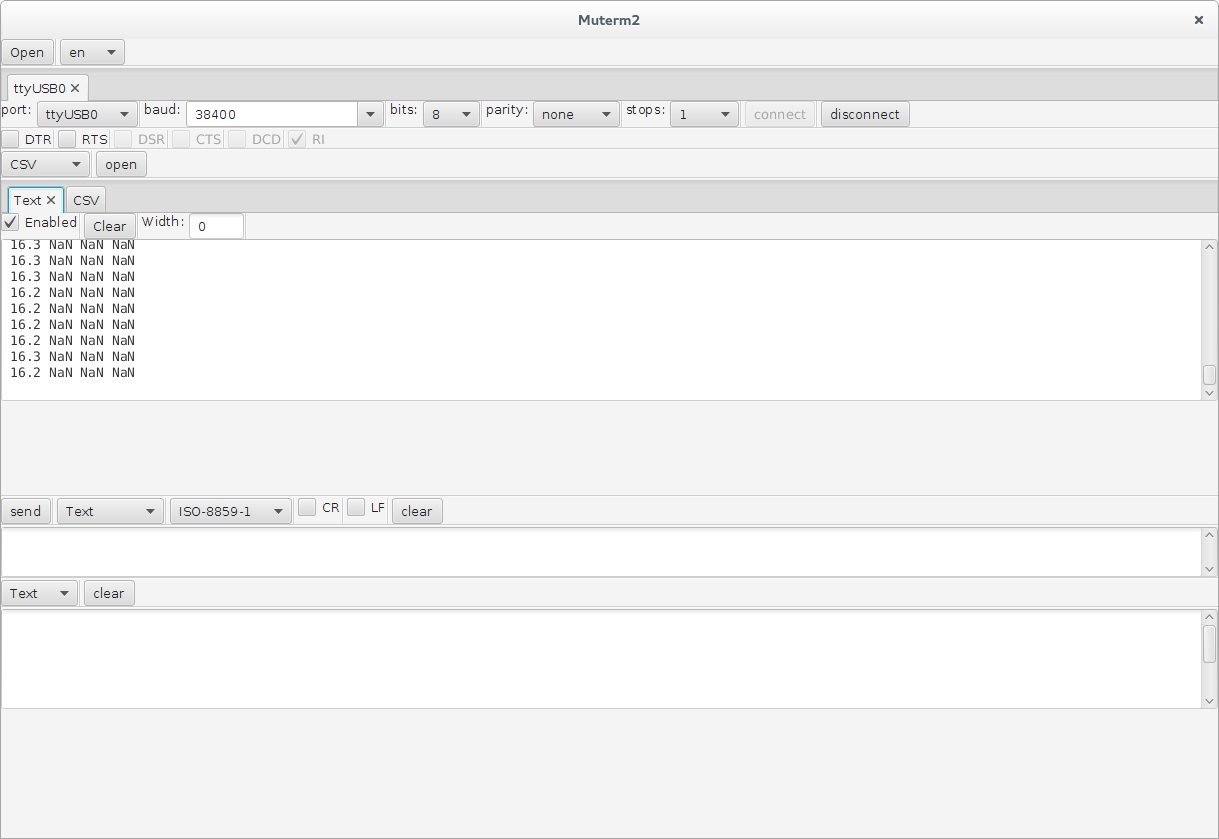 Muterm2
Open en
ttyUSB0
port: ttyUSB0 baud: 38400 bits: 8 parity: none stops: 1 connect disconnect
DTR RTS DSR CTS DCD RI
CSV open
Text CSV
Enabled Clear Width: 0
16.3 NaN NaN NaN
16.3 NaN NaN NaN
16.3 NaN NaN NaN
16.2 NaN NaN NaN
16.2 NaN NaN NaN
16.2 NaN NaN NaN
16.2 NaN NaN NaN
16.3 NaN NaN NaN
16.2 NaN NaN NaN
send Text ISO-8859-1 CR LF clear
Text clear